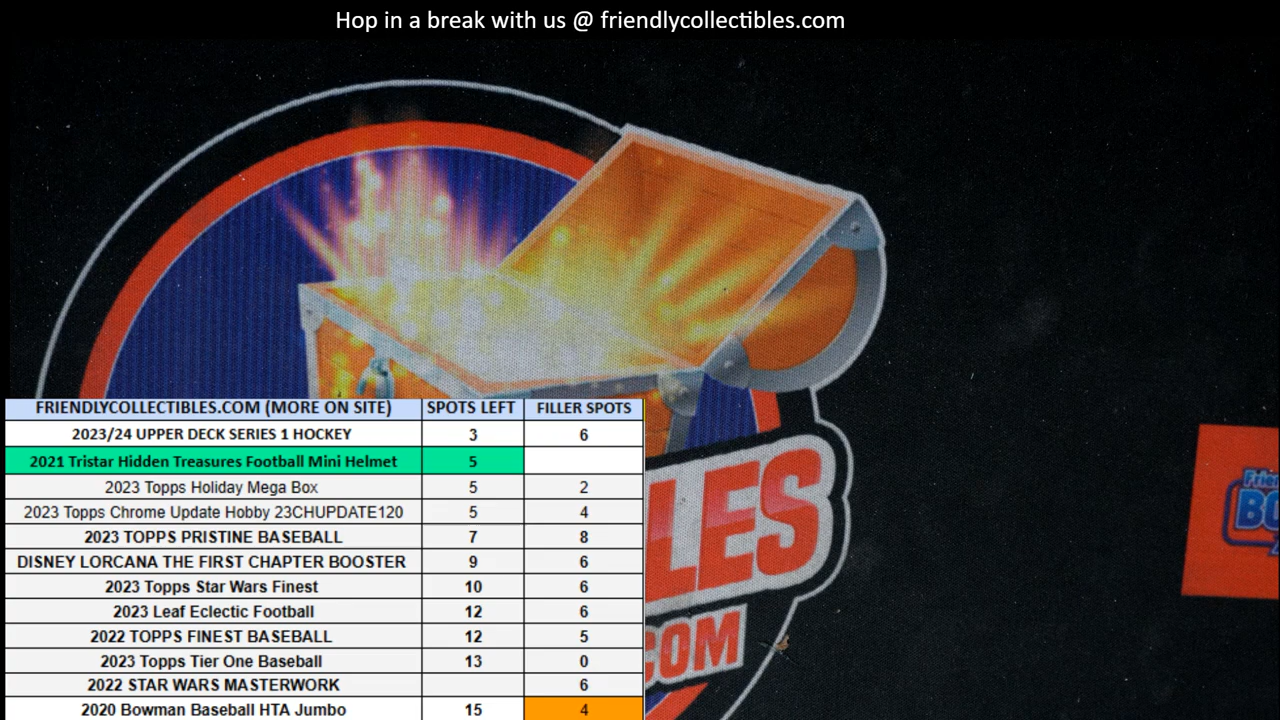 Hop in a break with us @ friendlycollectibles.com
FRIENDLYCOLLECTIBLES.COM (MORE ON SITE) SPOTS LEFT FILLER SPOTS
2023/24 UPPER DECK SERIES 1 HOCKEY 3 6
2021 Tristar Hidden Treasures Football Mini Helmet 5
2023 Topps Holiday Mega Box 5 2
2023 Topps Chrome Update Hobby 23CHUPDATE120 5 4
2023 TOPPS PRISTINE BASEBALL 7 8
DISNEY LORCANA THE FIRST CHAPTER BOOSTER 9 6
2023 Topps Star Wars Finest 10 6
2023 Leaf Eclectic Football 12 6
2022 TOPPS FINEST BASEBALL 12 5
2023 Topps Tier One Baseball 13 0
2022 STAR WARS MASTERWORK 6
2020 Bowman Baseball HTA Jumbo 15 4
LES
COM